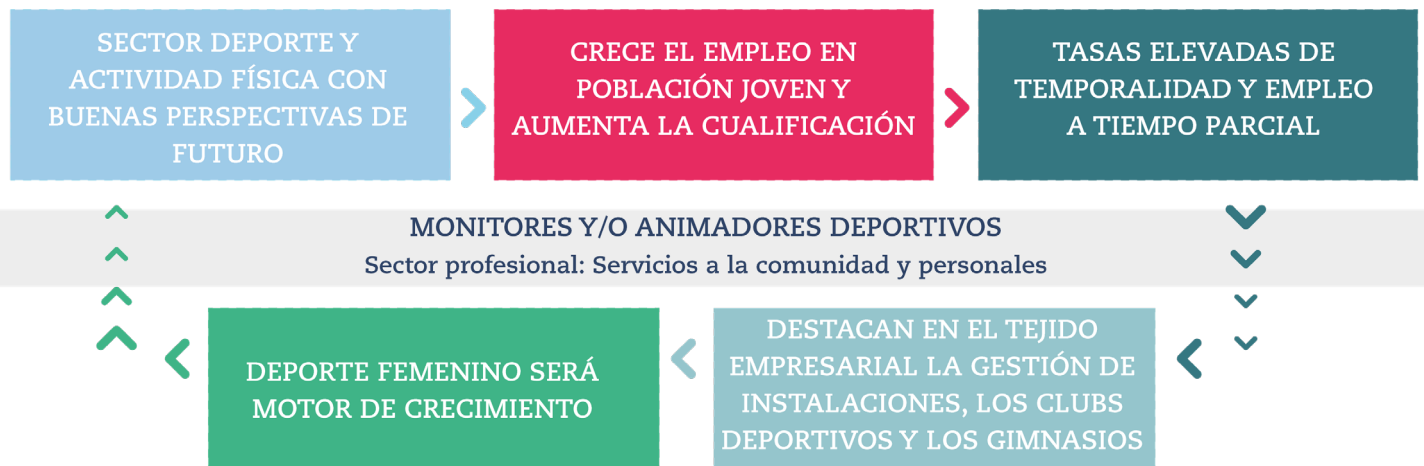 SECTOR DEPORTE Y
ACTIVIDAD FÍSICA CON
BUENAS PERSPECTIVAS DE
FUTURO
CRECE EL EMPLEO EN
POBLACIÓN JOVEN Y
AUMENTA LA CUALIFICACIÓN
TASAS ELEVADAS DE
TEMPORALIDAD Y EMPLEO
A TIEMPO PARCIAL
MONITORES Y/O ANIMADORES DEPORTIVOS
Sector profesional: Servicios a la comunidad y personales
DEPORTE FEMENINO SERÁ
MOTOR DE CRECIMIENTO
DESTACAN EN EL TEJIDO
EMPRESARIAL LA GESTIÓN DE
INSTALACIONES, LOS CLUBS
DEPORTIVOS Y LOS GIMNASIOS